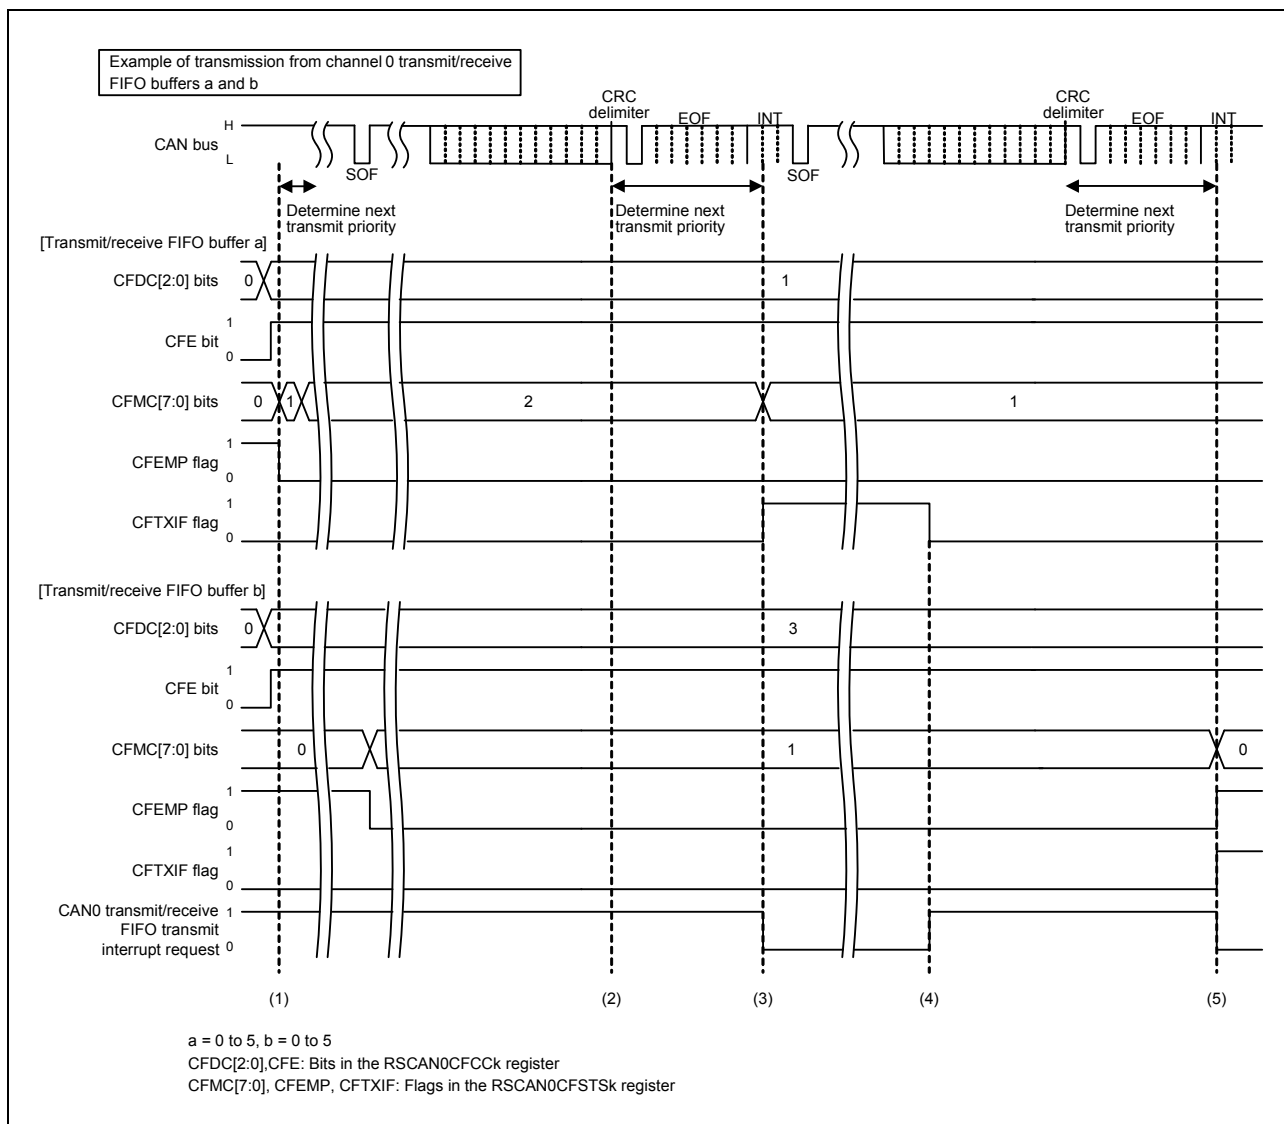 Example of transmission from channel 0 transmit/receive
FIFO buffers a and b
CRC
delimiter
EOF
INT
CRC
delimiter
EOF
INT
H
CAN bus
L
SOF
SOF
Determine next
transmit priority
Determine next
transmit priority
Determine next
transmit priority
[Transmit/receive FIFO buffer a]
CFDC[2:0] bits
0
1
1
CFE bit
0
CFMC[7:0] bits
0
1
2
1
1
CFEMP flag
0
1
CFTXIF flag
0
[Transmit/receive FIFO buffer b]
CFDC[2:0] bits
0
3
1
CFE bit
0
CFMC[7:0] bits
0
1
0
1
CFEMP flag
0
1
CFTXIF flag
0
CAN0 transmit/receive 1
FIFO transmit
interrupt request 0
(1)
(2)
(3)
(4)
(5)
a = 0 to 5, b = 0 to 5
CFDC[2:0],CFE: Bits in the RSCAN0CFCCk register
CFMC[7:0], CFEMP, CFTXIF: Flags in the RSCAN0CFSTSk register